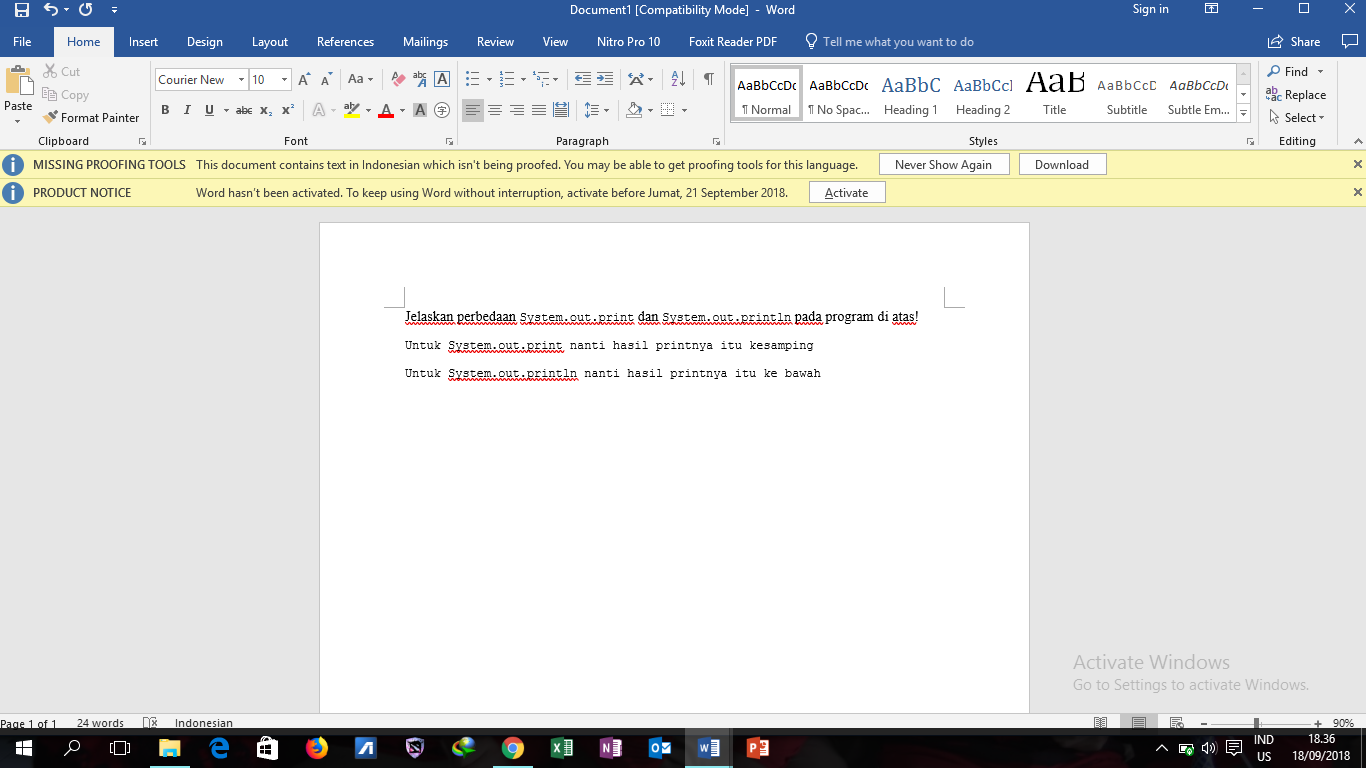 Document1 [Compatibility Mode] - Word
Sign in
File Home Insert Design Layout References Mailings Review View Nitro Pro 10 Foxit Reader PDF Tell me what you want to do Share
Paste
Cut
Copy
Format Painter
Clipboard
Courier New 10
Aa
B I U abc x₂ x² A ab A A
Font
Paragraph
AaBbCcDc AaBbCcDc AaBbC AaBbCcI AaB AaBbCcD AaBbCcDc
¶ Normal ¶ No Spac... Heading 1 Heading 2 Title Subtitle Subtle Em...
Styles
Find
Replace
Select
Editing
MISSING PROOFING TOOLS This document contains text in Indonesian which isn't being proofed. You may be able to get proofing tools for this language. Never Show Again Download
PRODUCT NOTICE Word hasn't been activated. To keep using Word without interruption, activate before Jumat, 21 September 2018. Activate
Jelaskan perbedaan System.out.print dan System.out.println pada program di atas!
Untuk System.out.print nanti hasil printnya itu kesamping
Untuk System.out.println nanti hasil printnya itu ke bawah
Activate Windows
Go to Settings to activate Windows.
Page 1 of 1 24 words Indonesian 90%
IND 18.36
US 18/09/2018